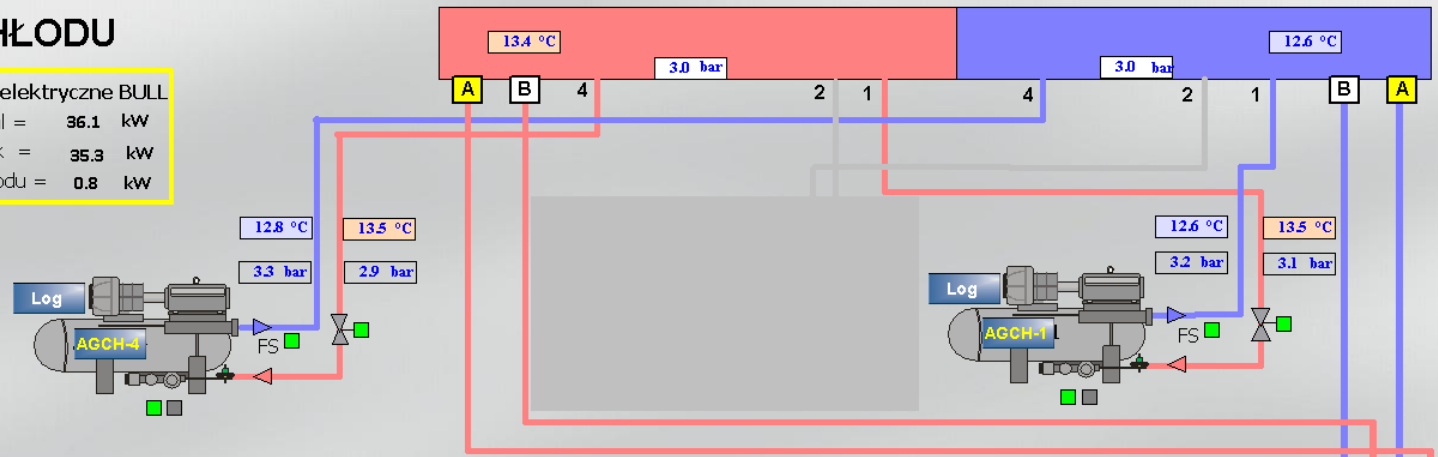 HŁODU
elektryczne BULL
= 36.1 kW
= 35.3 kW
odu = 0.8 kW
13.4 °C
3.0 bar
12.6 °C
3.0 bar
A
B
4
2
1
4
2
1
B
A
12.8 °C
13.5 °C
3.3 bar
2.9 bar
Log
AGCH-4
FS
12.6 °C
13.5 °C
3.2 bar
3.1 bar
Log
AGCH-1
FS